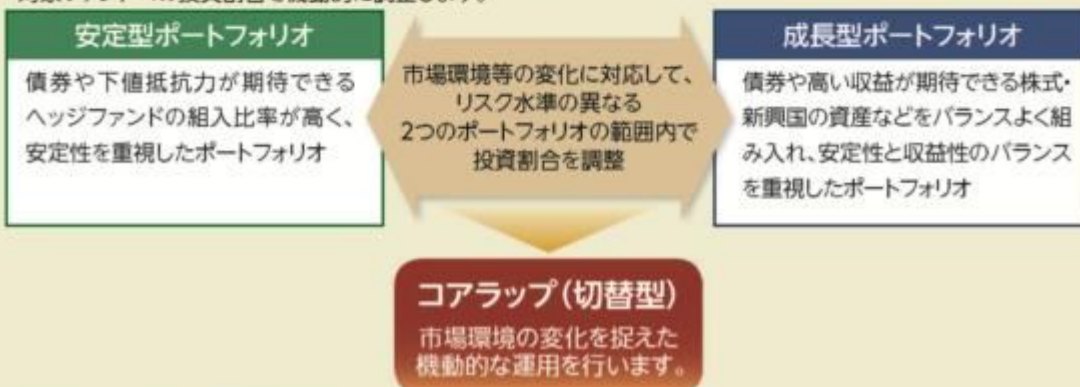 安定型ポートフォリオ
債券や下値抵抗力が期待できる
ヘッジファンドの組入比率が高く、
安定性を重視したポートフォリオ
市場環境等の変化に対応して、
リスク水準の異なる
2つのポートフォリオの範囲内で
投資割合を調整
成長型ポートフォリオ
債券や高い収益が期待できる株式・
新興国の資産などをバランスよく組
み入れ、安定性と収益性のバランス
を重視したポートフォリオ
コアラップ（切替型）
市場環境の変化を捉えた
機動的な運用を行います。